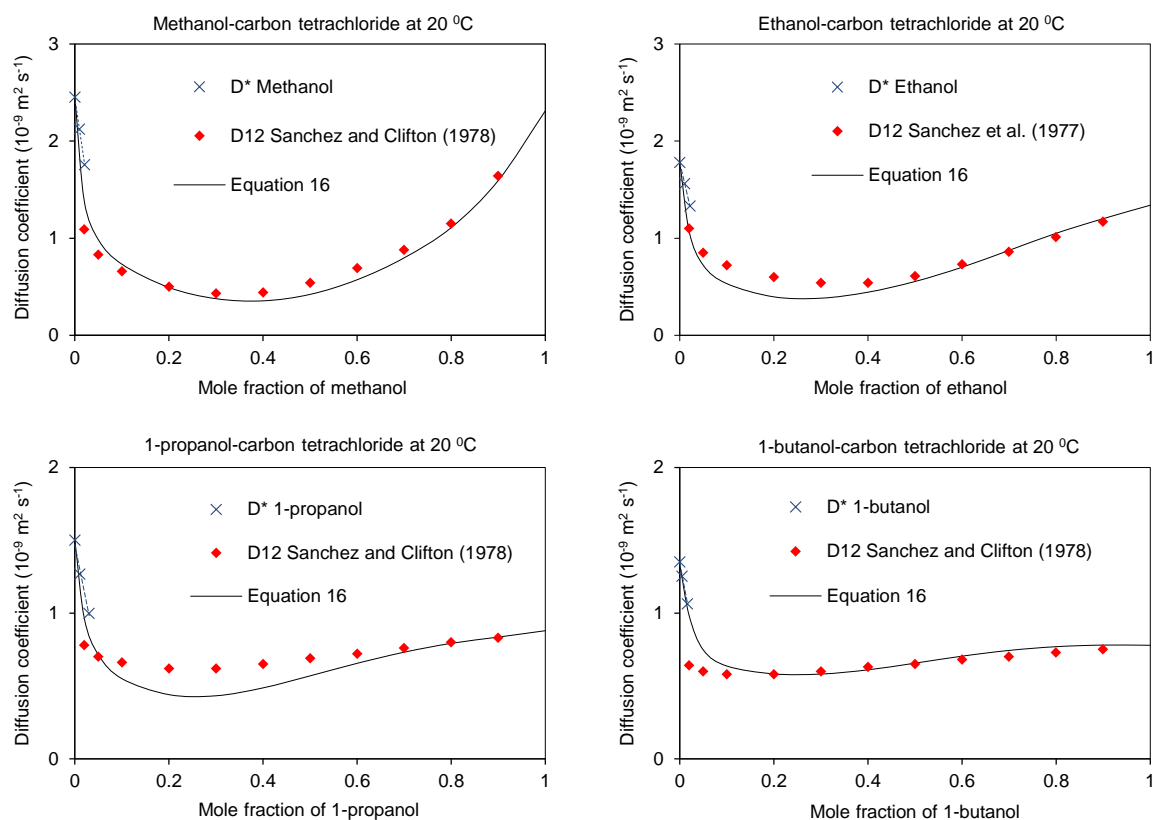 Methanol-carbon tetrachloride at 20 ⁰C
3
2
1
0
Diffusion coefficient (10⁻⁹ m² s⁻¹)
D* Methanol
D12 Sanchez and Clifton (1978)
Equation 16
0 0.2 0.4 0.6 0.8 1
Mole fraction of methanol
Ethanol-carbon tetrachloride at 20 ⁰C
3
2
1
0
Diffusion coefficient (10⁻⁹ m² s⁻¹)
D* Ethanol
D12 Sanchez et al. (1977)
Equation 16
0 0.2 0.4 0.6 0.8 1
Mole fraction of ethanol
1-propanol-carbon tetrachloride at 20 ⁰C
2
1
0
Diffusion coefficient (10⁻⁹ m² s⁻¹)
D* 1-propanol
D12 Sanchez and Clifton (1978)
Equation 16
0 0.2 0.4 0.6 0.8 1
Mole fraction of 1-propanol
1-butanol-carbon tetrachloride at 20 ⁰C
2
1
0
Diffusion coefficient (10⁻⁹ m² s⁻¹)
D* 1-butanol
D12 Sanchez and Clifton (1978)
Equation 16
0 0.2 0.4 0.6 0.8 1
Mole fraction of 1-butanol